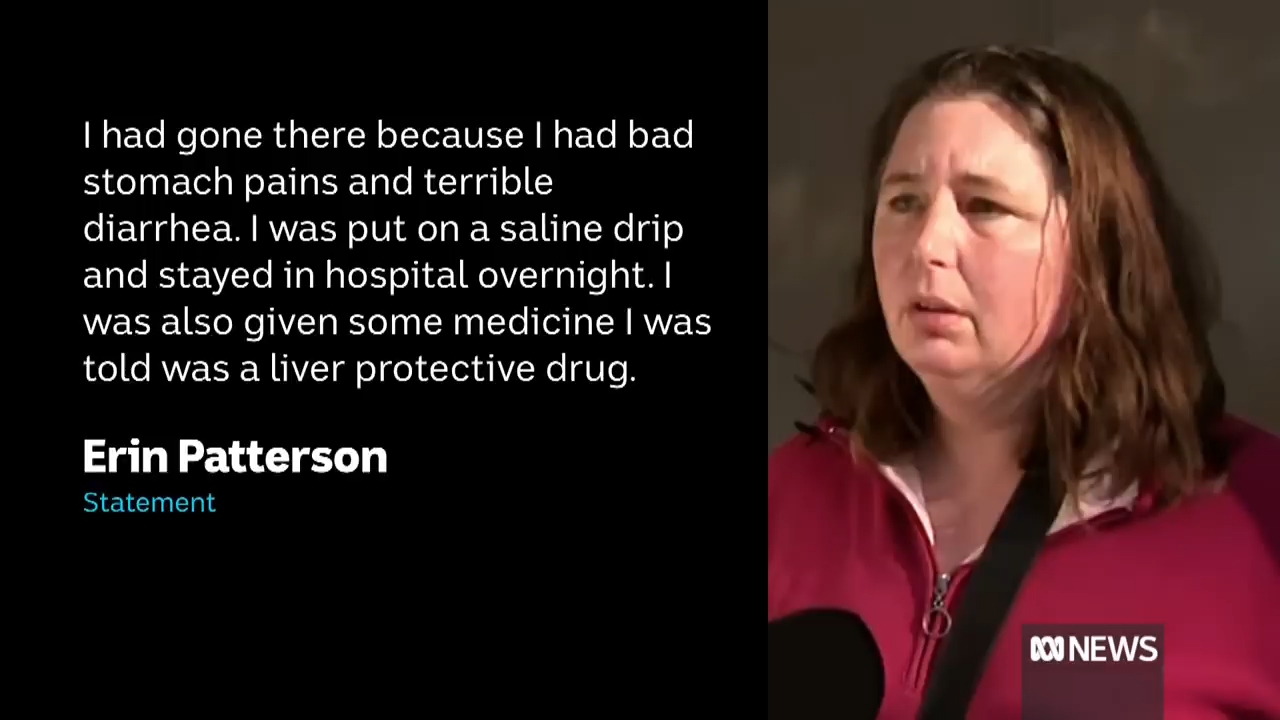 I had gone there because I had bad
stomach pains and terrible
diarrhea. I was put on a saline drip
and stayed in hospital overnight. I
was also given some medicine I was
told was a liver protective drug.
Erin Patterson
Statement
NEWS